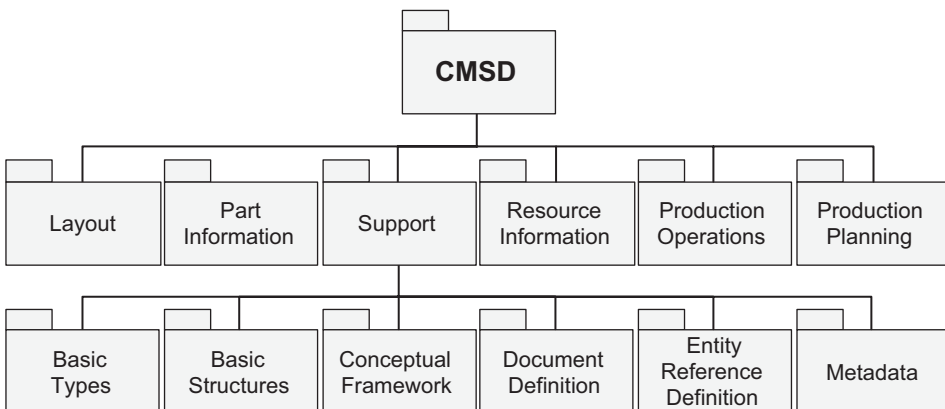 CMSD
Layout
Part
Information
Support
Resource
Information
Production
Operations
Production
Planning
Basic
Types
Basic
Structures
Conceptual
Framework
Document
Definition
Entity
Reference
Definition
Metadata